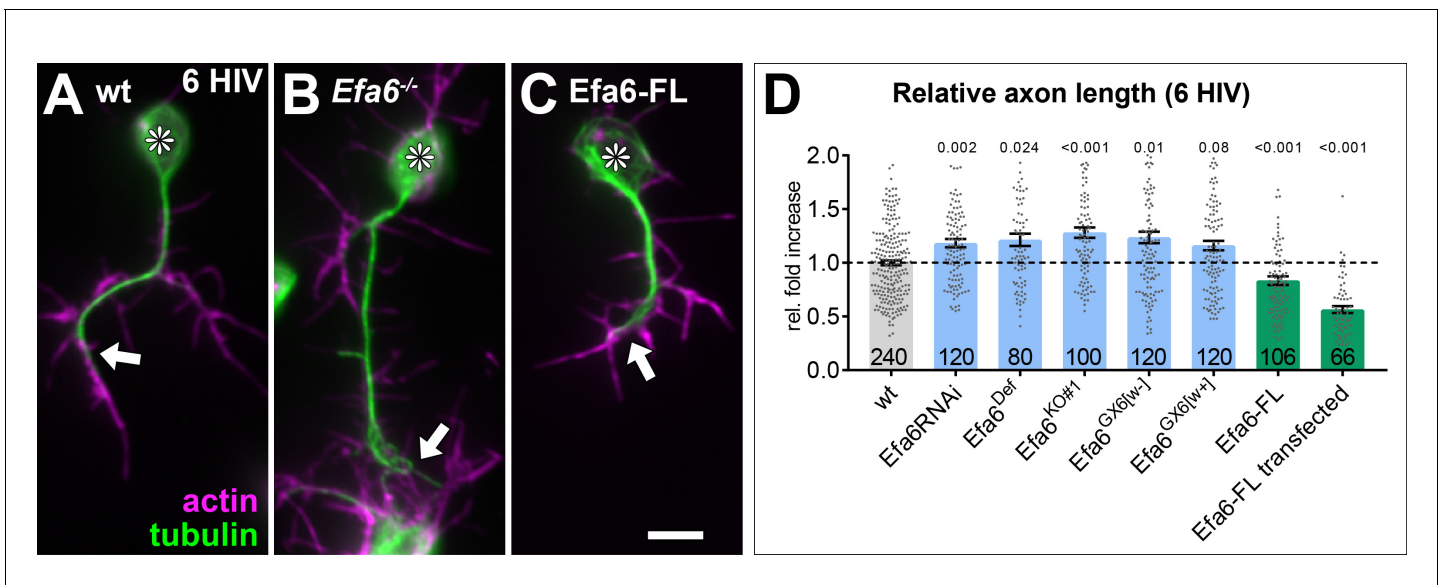 A wt 6 HIV
B Efa6-/-
C Efa6-FL
actin
tubulin
D Relative axon length (6 HIV)
rel. fold increase
0.002 0.024 <0.001 0.01 0.08 <0.001 <0.001
2.0
1.5
1.0
0.5
0.0
240 120 80 100 120 120 106 66
wt
Efa6RNAi
Efa6Def
Efa6KO#1
Efa6GX6[w-]
Efa6GX6[w+]
Efa6-FL
Efa6-FL transfected